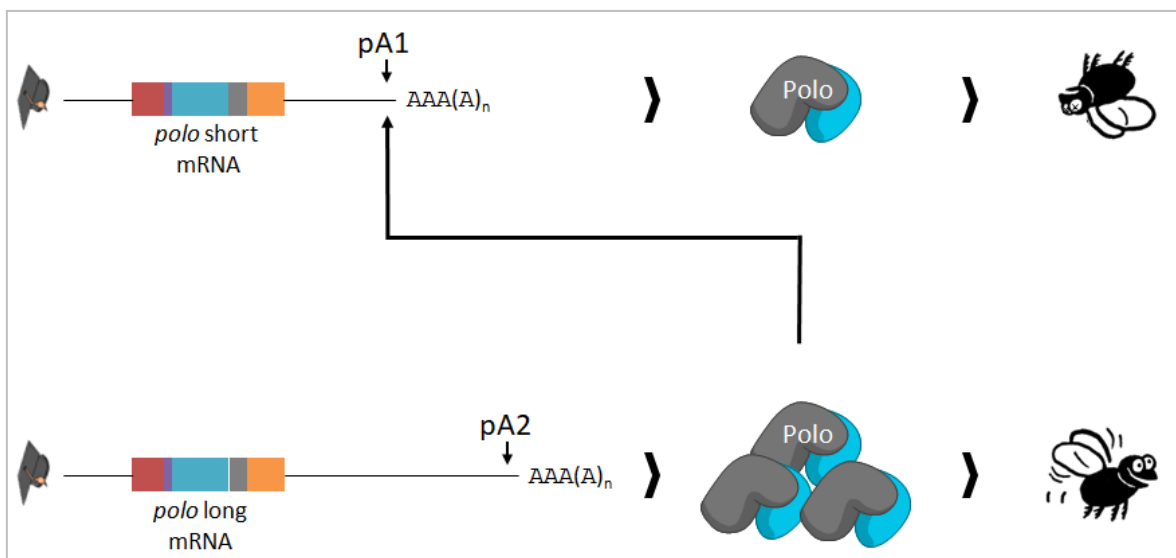 pA1
AAA(A)n
polo short
mRNA
Polo
pA2
AAA(A)n
polo long
mRNA
Polo